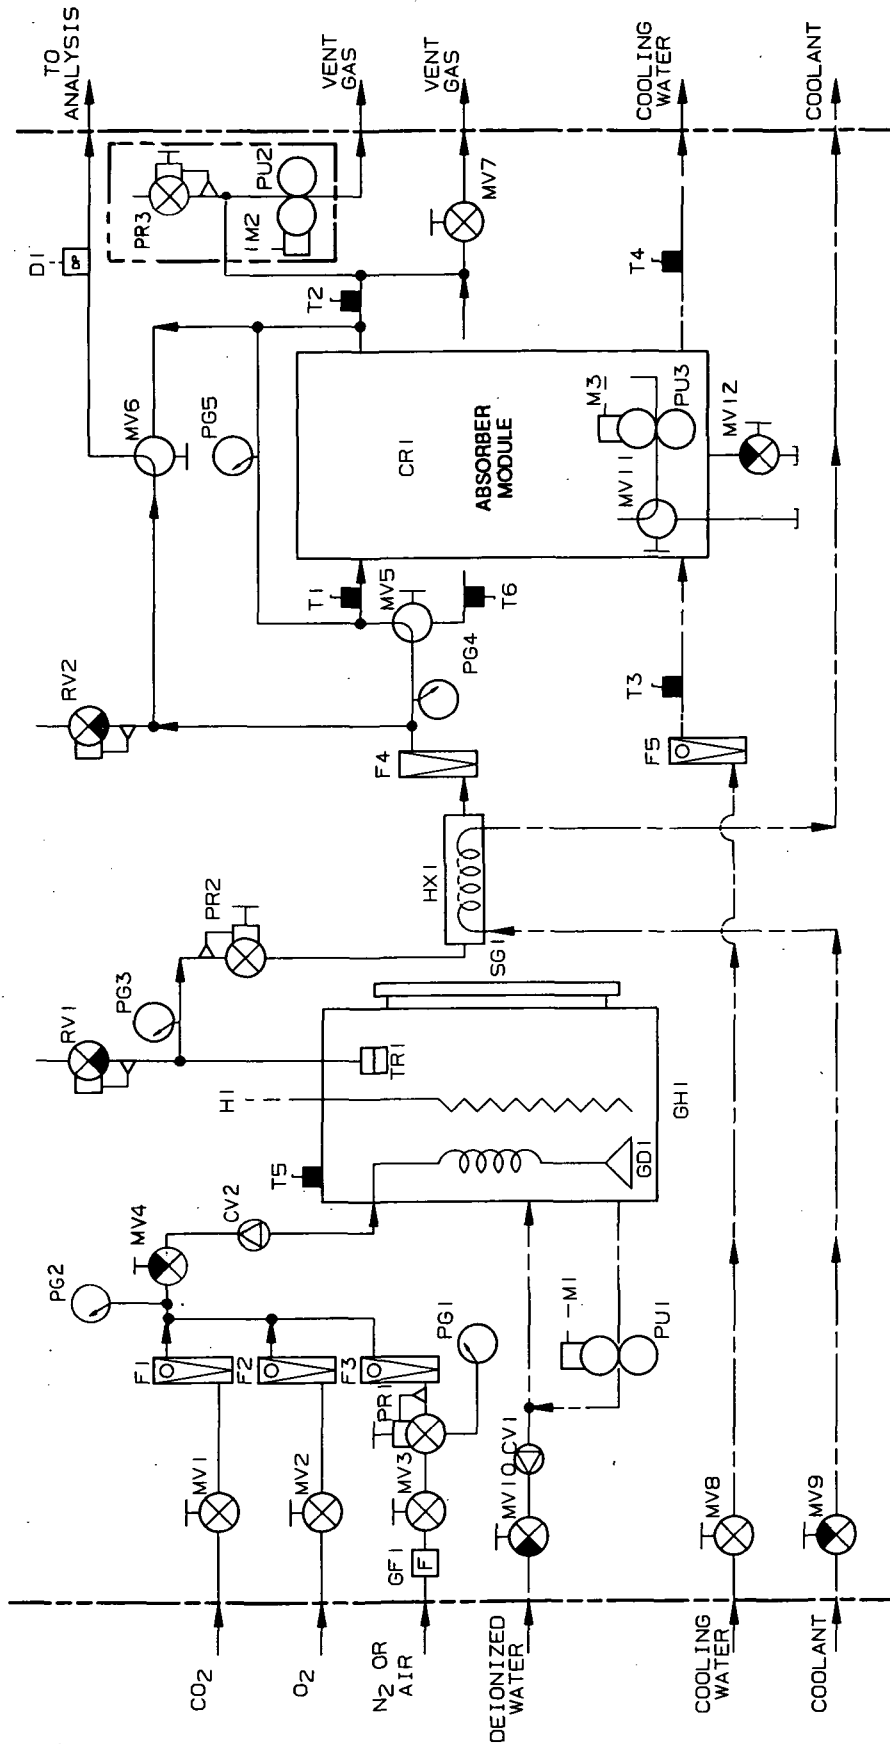 TO
ANALYSIS
VENT
GAS
VENT
GAS
COOLING
WATER
COOLANT
D1
DP
PR3
PU2
M2
MV7
T4
T2
MV6
PG5
CR1
ABSORBER
MODULE
M3
PU3
MV11
MV12
T1
MV5
T6
PG4
T3
RV2
F4
F5
HX1
PR2
SG1
PG3
RV1
TR1
H1
GH1
T5
GD1
CV2
MV4
PG2
F1
F2
F3
PR1
PG1
M1
PU1
MV1
MV2
MV3
GF1
F
MV10
CV1
MV8
MV9
CO2
O2
N2 OR
AIR
DEIONIZED
WATER
COOLING
WATER
COOLANT